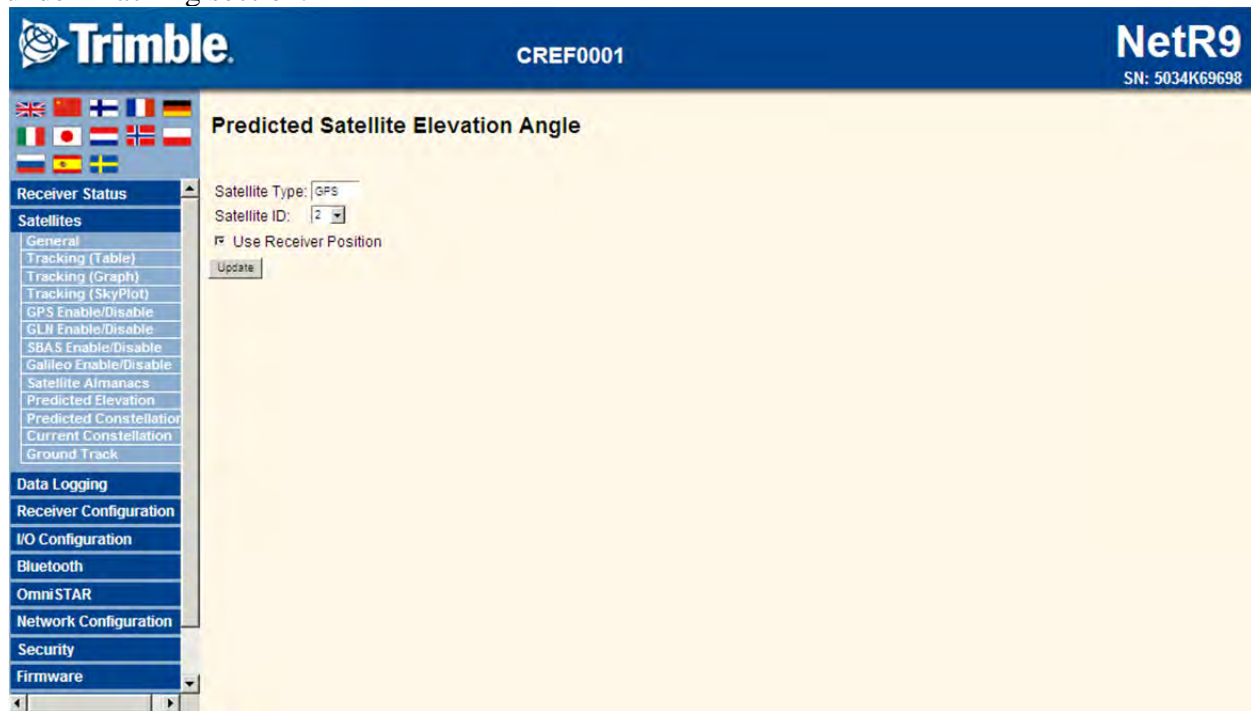 Trimble.
CREF0001
NetR9
SN: 5034K69698
Predicted Satellite Elevation Angle
Satellite Type: GPS
Satellite ID: 2
Use Receiver Position
Update
Receiver Status
Satellites
General
Tracking (Table)
Tracking (Graph)
Tracking (SkyPlot)
GPS Enable/Disable
GLN Enable/Disable
SBAS Enable/Disable
Galileo Enable/Disable
Satellite Almanacs
Predicted Elevation
Predicted Constellation
Current Constellation
Ground Track
Data Logging
Receiver Configuration
I/O Configuration
Bluetooth
OmniSTAR
Network Configuration
Security
Firmware